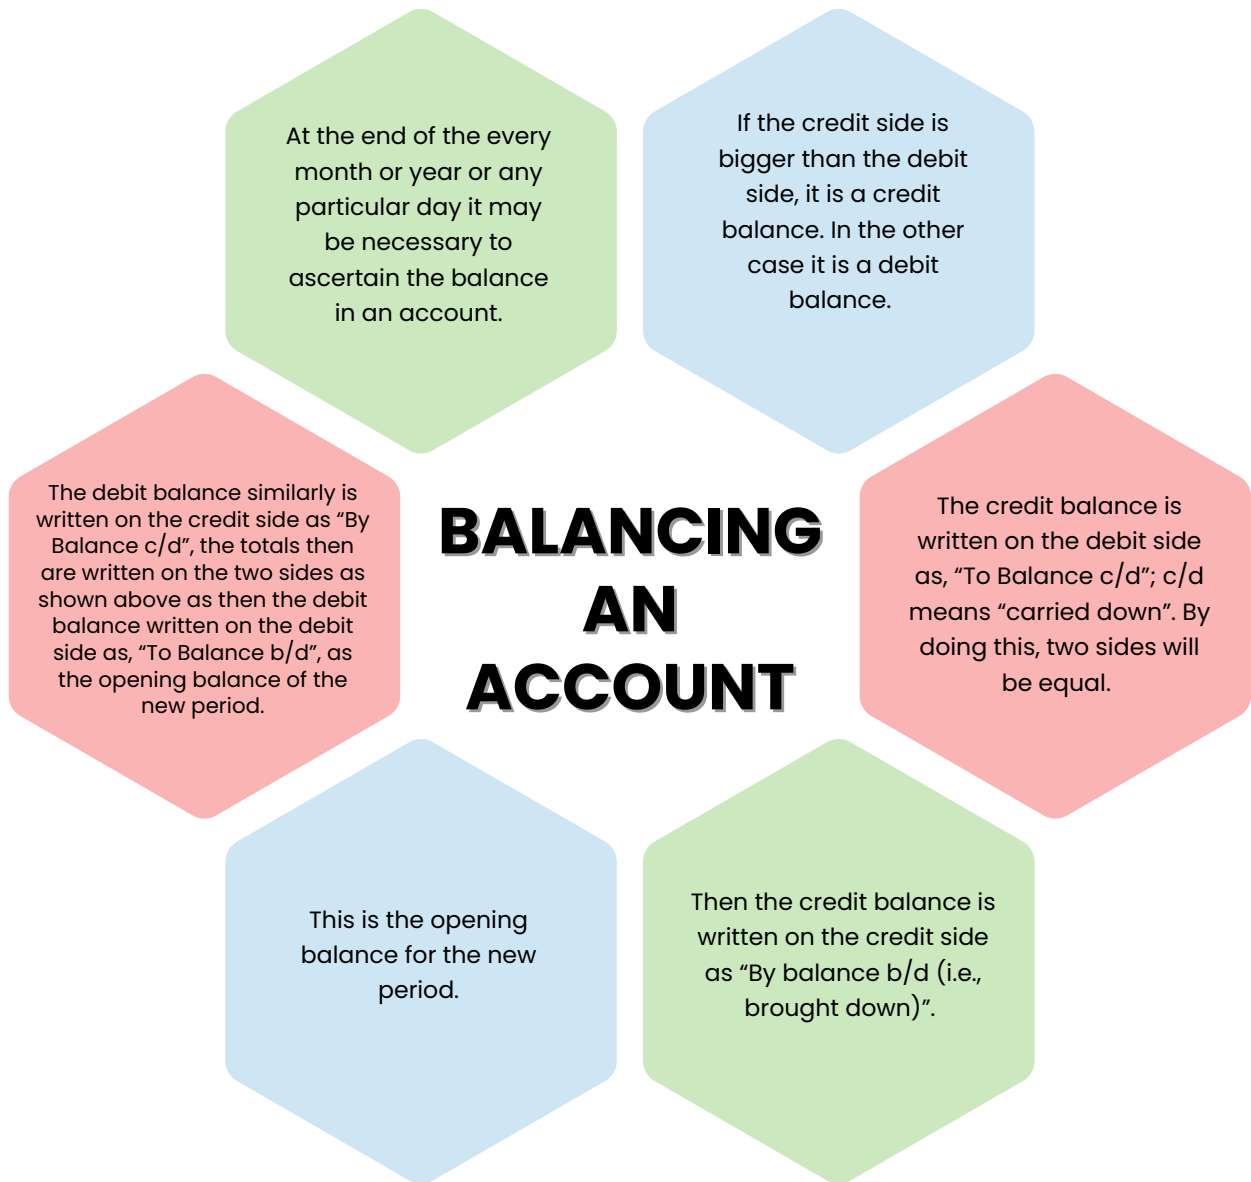 At the end of the every
month or year or any
particular day it may
be necessary to
ascertain the balance
in an account.
If the credit side is
bigger than the debit
side, it is a credit
balance. In the other
case it is a debit
balance.
The credit balance is
written on the debit side
as, “To Balance c/d”; c/d
means “carried down”. By
doing this, two sides will
be equal.
Then the credit balance is
written on the credit side
as “By balance b/d (i.e.,
brought down)”.
This is the opening
balance for the new
period.
The debit balance similarly is
written on the credit side as “By
Balance c/d”, the totals then
are written on the two sides as
shown above as then the debit
balance written on the debit
side as, “To Balance b/d”, as
the opening balance of the
new period.
BALANCING
AN
ACCOUNT